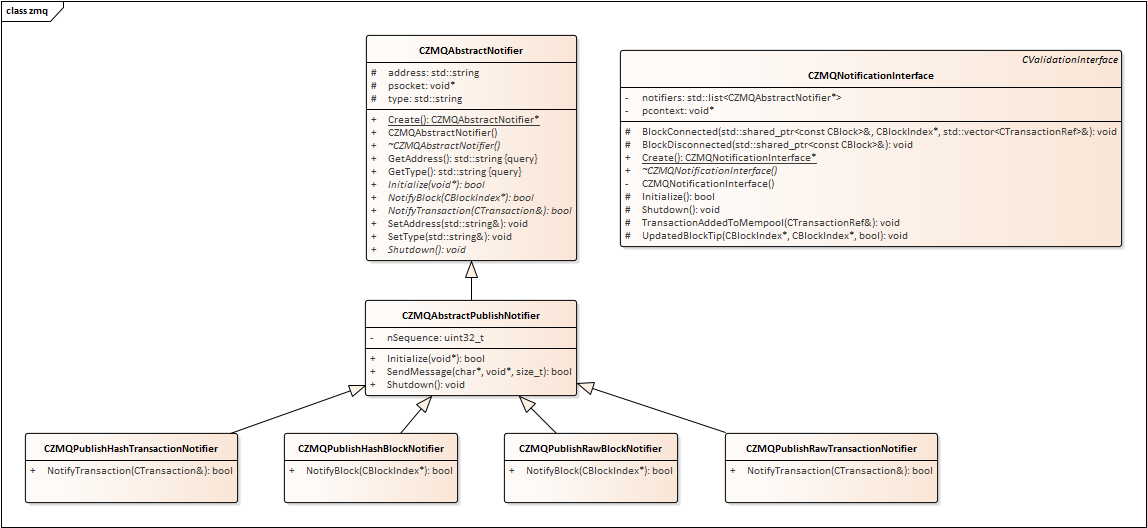 class zmq
CZMQAbstractNotifier
# address: std::string
# psocket: void*
# type: std::string
+ Create(): CZMQAbstractNotifier*
+ CZMQAbstractNotifier()
+ ~CZMQAbstractNotifier()
+ GetAddress(): std::string {query}
+ GetType(): std::string {query}
+ Initialize(void*): bool
+ NotifyBlock(CBlockIndex*): bool
+ NotifyTransaction(CTransaction&): bool
+ SetAddress(std::string&): void
+ SetType(std::string&): void
+ Shutdown(): void
CValidationInterface
CZMQNotificationInterface
- notifiers: std::list<CZMQAbstractNotifier*>
- pcontext: void*
# BlockConnected(std::shared_ptr<const CBlock>&, CBlockIndex*, std::vector<CTransactionRef>&): void
# BlockDisconnected(std::shared_ptr<const CBlock>&): void
+ Create(): CZMQNotificationInterface*
+ ~CZMQNotificationInterface()
- CZMQNotificationInterface()
# Initialize(): bool
# Shutdown(): void
# TransactionAddedToMempool(CTransactionRef&): void
# UpdatedBlockTip(CBlockIndex*, CBlockIndex*, bool): void
CZMQAbstractPublishNotifier
- nSequence: uint32_t
+ Initialize(void*): bool
+ SendMessage(char*, void*, size_t): bool
+ Shutdown(): void
CZMQPublishHashTransactionNotifier
+ NotifyTransaction(CTransaction&): bool
CZMQPublishHashBlockNotifier
+ NotifyBlock(CBlockIndex*): bool
CZMQPublishRawBlockNotifier
+ NotifyBlock(CBlockIndex*): bool
CZMQPublishRawTransactionNotifier
+ NotifyTransaction(CTransaction&): bool